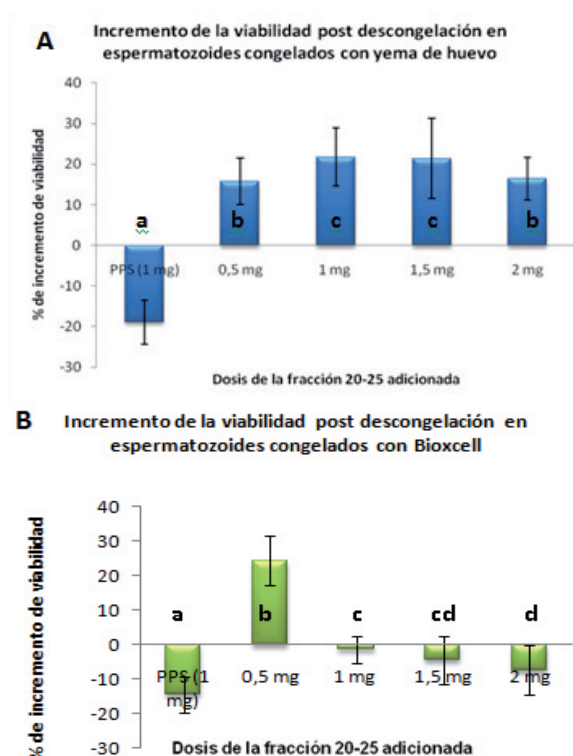 A
Incremento de la viabilidad post descongelación en
espermatozoides congelados con yema de huevo
% de incremento de viabilidad
40
30
20
10
0
-10
-20
-30
a
b
c
c
b
PPS (1 mg)
0,5 mg
1 mg
1,5 mg
2 mg
Dosis de la fracción 20-25 adicionada
B
Incremento de la viabilidad post descongelación en
espermatozoides congelados con Bioxcell
% de incremento de viabilidad
40
30
20
10
0
-10
-20
-30
a
b
c
cd
d
PPS (1
mg)
0,5 mg
1 mg
1,5 mg
2 mg
Dosis de la fracción 20-25 adicionada